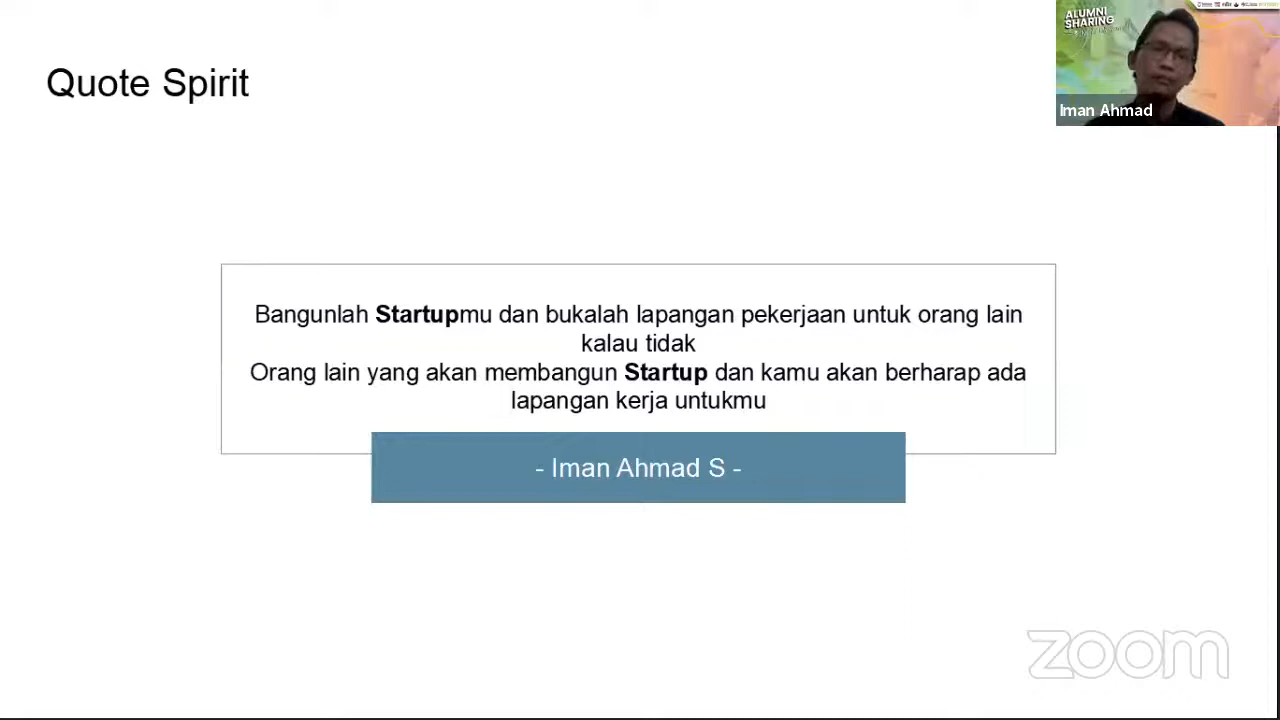 Quote Spirit
ALUMNI
SHARING
Iman Ahmad
Bangunlah Startupmu dan bukalah lapangan pekerjaan untuk orang lain
kalau tidak
Orang lain yang akan membangun Startup dan kamu akan berharap ada
lapangan kerja untukmu
- Iman Ahmad S -
zoom